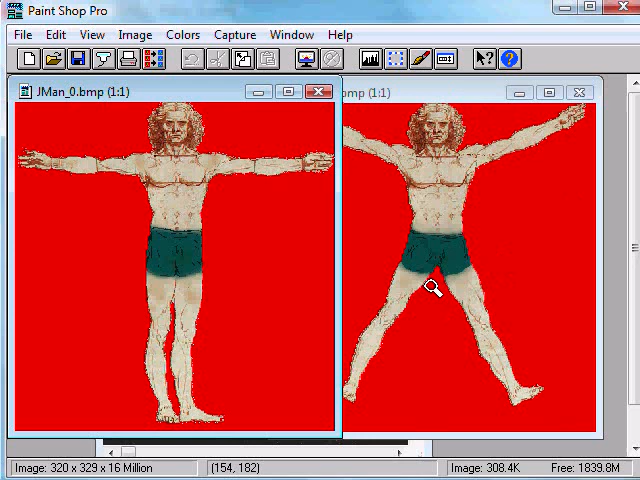 Paint Shop Pro
File Edit View Image Colors Capture Window Help
JMan_0.bmp (1:1)
bmp (1:1)
Image: 320 x 329 x 16 Million
(154, 182)
Image: 308.4K
Free: 1839.8M